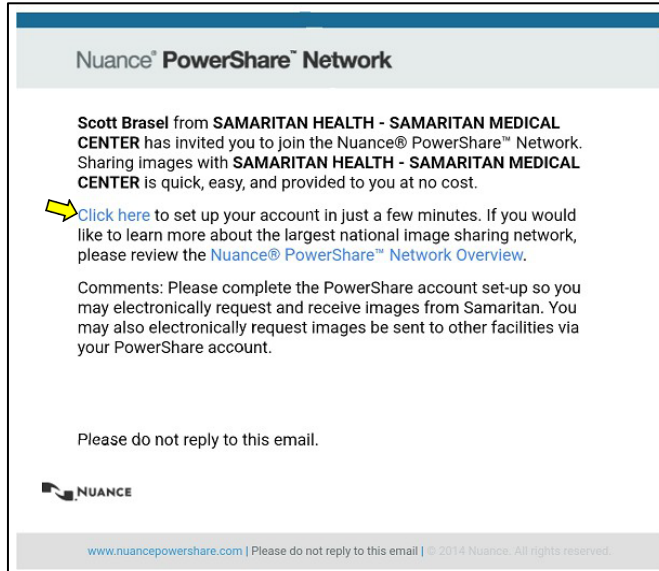 Nuance® PowerShare™ Network
Scott Brasel from SAMARITAN HEALTH - SAMARITAN MEDICAL
CENTER has invited you to join the Nuance® PowerShare™ Network.
Sharing images with SAMARITAN HEALTH - SAMARITAN MEDICAL
CENTER is quick, easy, and provided to you at no cost.
Click here to set up your account in just a few minutes. If you would
like to learn more about the largest national image sharing network,
please review the Nuance® PowerShare™ Network Overview.
Comments: Please complete the PowerShare account set-up so you
may electronically request and receive images from Samaritan. You
may also electronically request images be sent to other facilities via
your PowerShare account.
Please do not reply to this email.
NUANCE
www.nuancepowershare.com | Please do not reply to this email | © 2014 Nuance. All rights reserved.